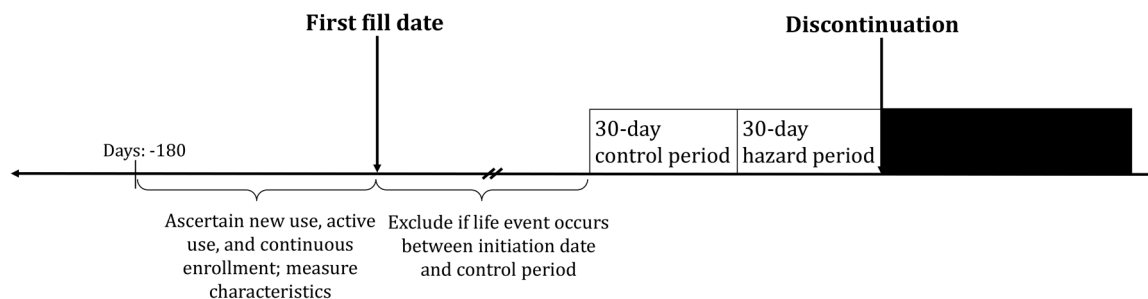 First fill date
Discontinuation
30-day
control period
30-day
hazard period
Days: -180
Ascertain new use, active
use, and continuous
enrollment; measure
characteristics
Exclude if life event occurs
between initiation date
and control period